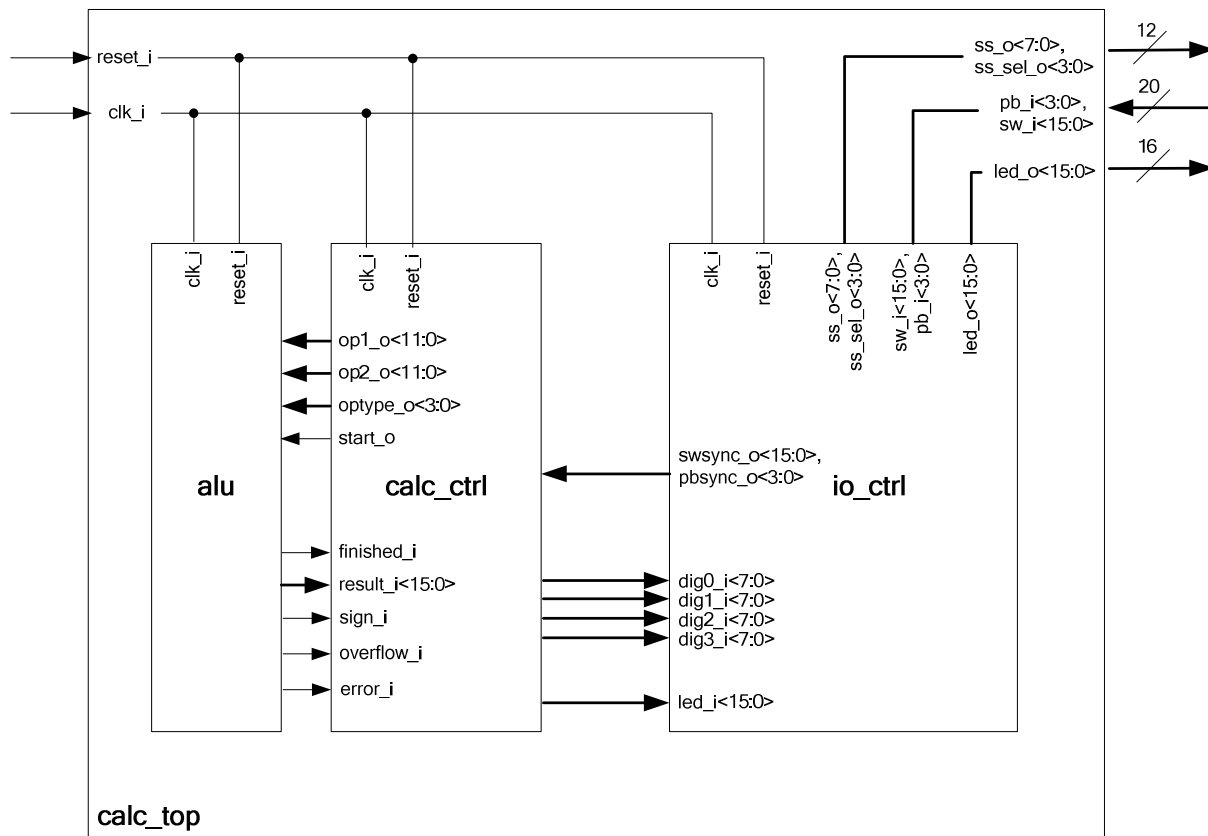 12
ss_o<7:0>,
ss_sel_o<3:0>
reset_i
20
pb_i<3:0>,
sw_i<15:0>
clk_i
16
led_o<15:0>
clk_i
reset_i
clk_i
reset_i
clk_i
reset_i
ss_o<7:0>,
ss_sel_o<3:0>
sw_i<15:0>,
pb_i<3:0>
led_o<15:0>
op1_o<11:0>
op2_o<11:0>
optype_o<3:0>
start_o
swsync_o<15:0>,
pbsync_o<3:0>
alu
calc_ctrl
io_ctrl
finished_i
result_i<15:0>
sign_i
overflow_i
error_i
dig0_i<7:0>
dig1_i<7:0>
dig2_i<7:0>
dig3_i<7:0>
led_i<15:0>
calc_top